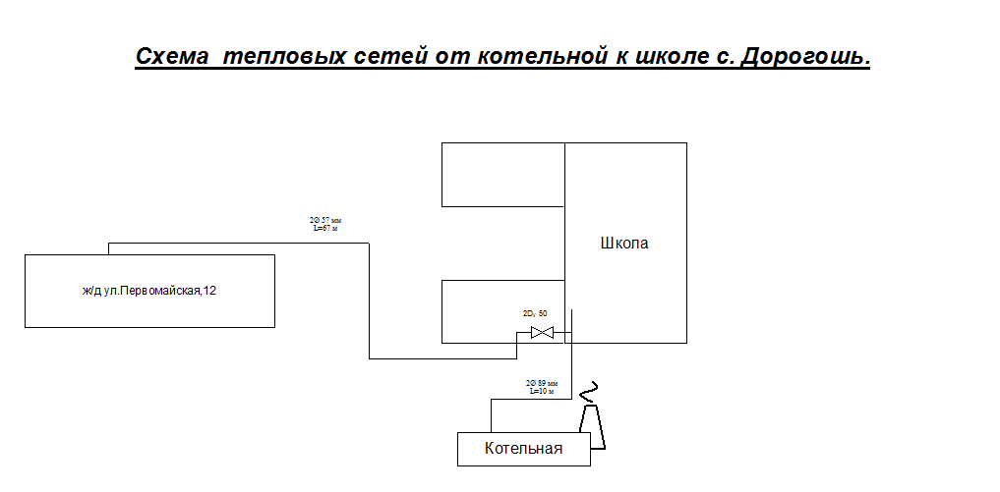 Схема тепловых сетей от котельной к школе с. Дорогошь.
2Ø 57 мм
L=67 м
Школа
ж/д ул.Первомайская,12
2Dу 50
2Ø 89 мм
L=10 м
Котельная